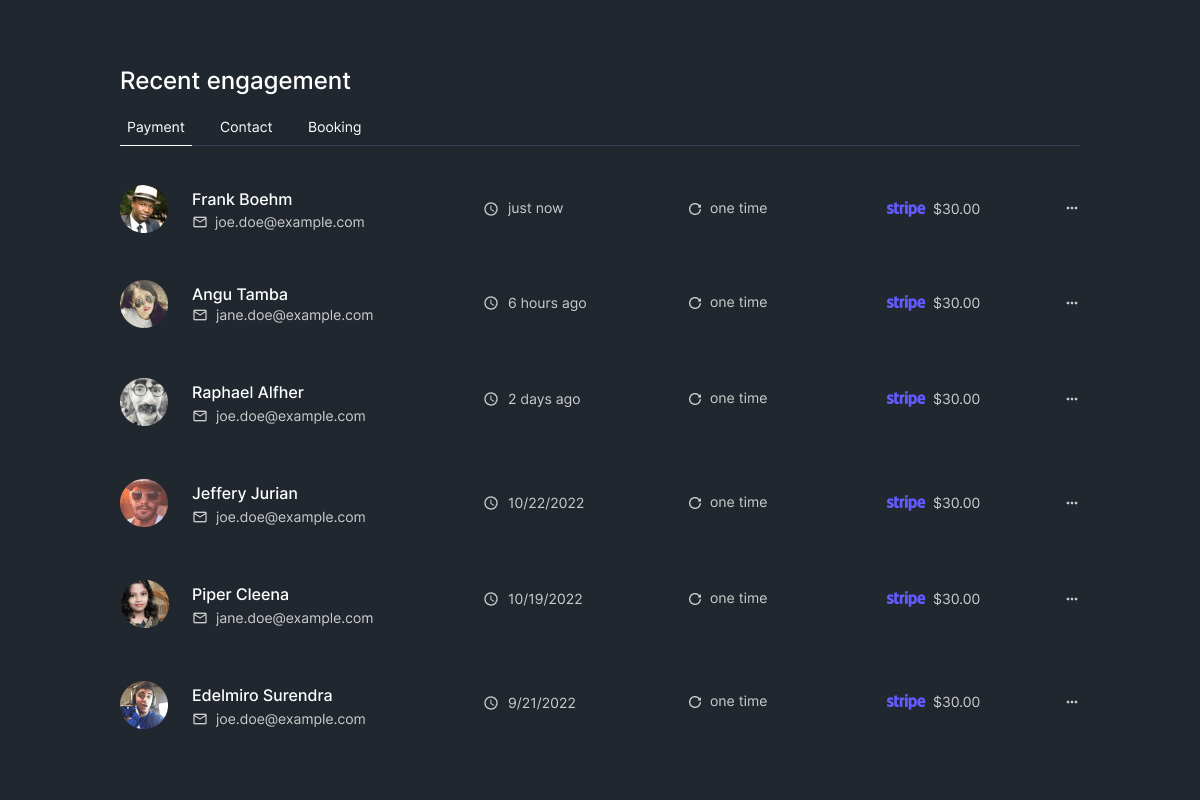 Recent engagement
Payment Contact Booking
Frank Boehm
joe.doe@example.com
just now
one time
stripe $30.00
Angu Tamba
jane.doe@example.com
6 hours ago
one time
stripe $30.00
Raphael Alfher
joe.doe@example.com
2 days ago
one time
stripe $30.00
Jeffery Jurian
joe.doe@example.com
10/22/2022
one time
stripe $30.00
Piper Cleena
jane.doe@example.com
10/19/2022
one time
stripe $30.00
Edelmiro Surendra
joe.doe@example.com
9/21/2022
one time
stripe $30.00